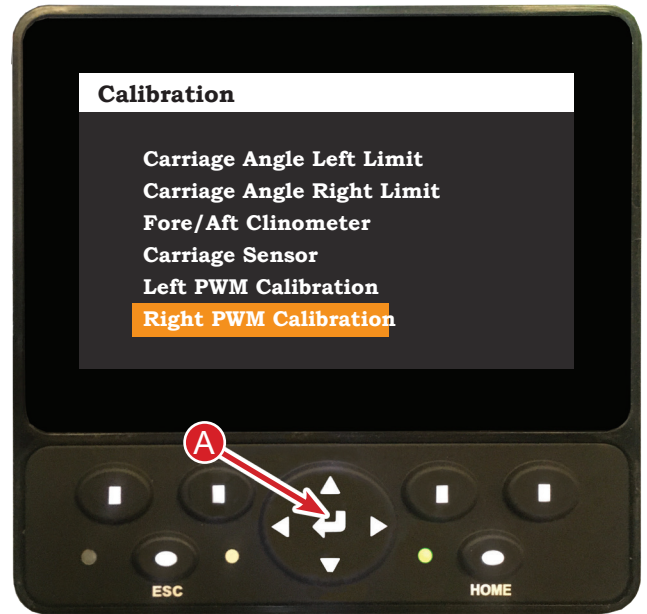 Calibration
Carriage Angle Left Limit
Carriage Angle Right Limit
Fore/Aft Clinometer
Carriage Sensor
Left PWM Calibration
Right PWM Calibration
A
ESC
HOME